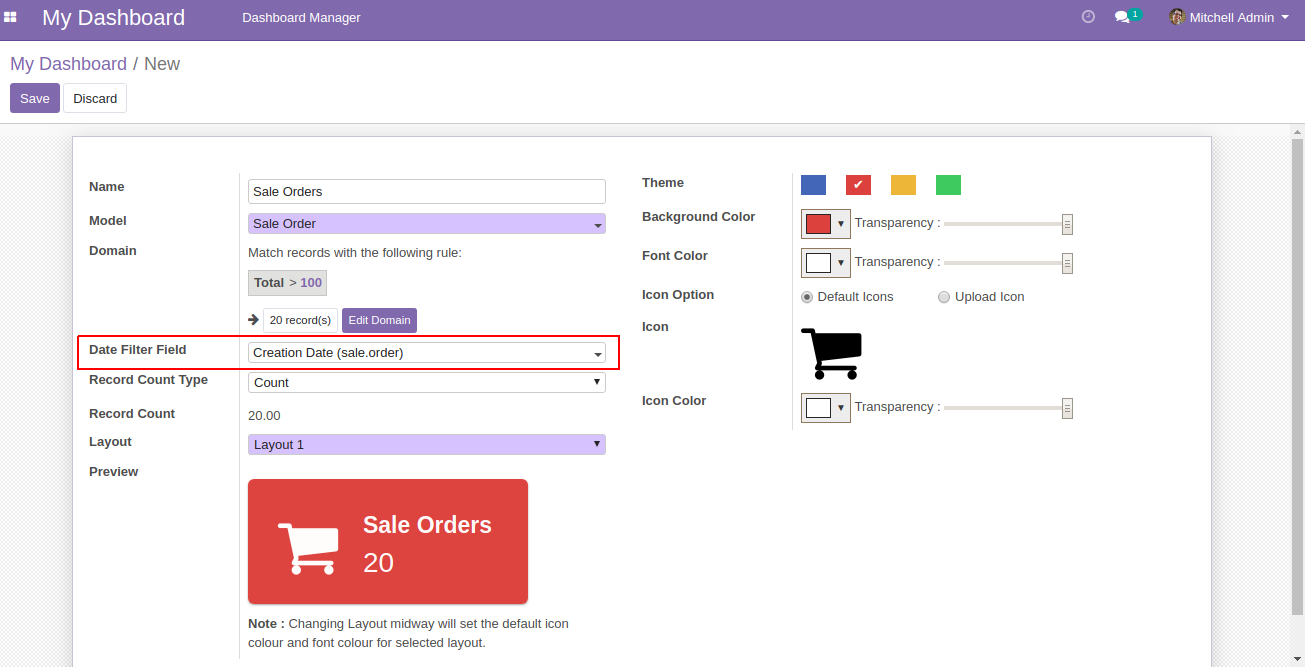 My Dashboard
Dashboard Manager
1
Mitchell Admin
My Dashboard / New
Save
Discard
Name
Sale Orders
Model
Sale Order
Domain
Match records with the following rule:
Total > 100
20 record(s)
Edit Domain
Date Filter Field
Creation Date (sale.order)
Record Count Type
Count
Record Count
20.00
Layout
Layout 1
Preview
Sale Orders
20
Note : Changing Layout midway will set the default icon
colour and font colour for selected layout.
Theme
Background Color
Transparency :
Font Color
Transparency :
Icon Option
Default Icons
Upload Icon
Icon
Icon Color
Transparency :